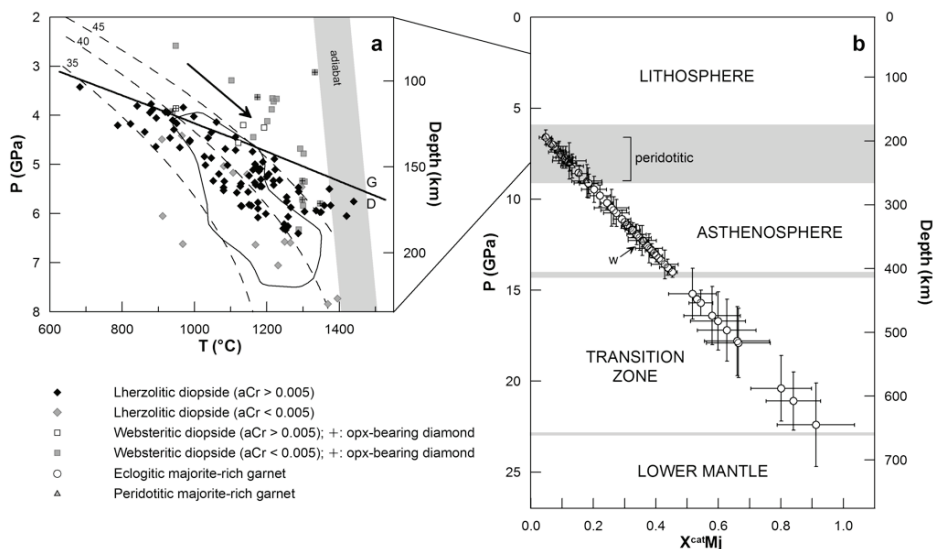 a
b
45
40
35
adiabat
G
D
2
3
4
5
6
7
8
P (GPa)
600
800
1000
1200
1400
T (°C)
100
150
200
Depth (km)
Lherzolitic diopside (aCr > 0.005)
Lherzolitic diopside (aCr < 0.005)
Websteritic diopside (aCr > 0.005); +: opx-bearing diamond
Websteritic diopside (aCr < 0.005); +: opx-bearing diamond
Eclogitic majorite-rich garnet
Peridotitic majorite-rich garnet
LITHOSPHERE
peridotitic
ASTHENOSPHERE
w
TRANSITION
ZONE
LOWER MANTLE
0
5
10
15
20
25
P (GPa)
0.0
0.2
0.4
0.6
0.8
1.0
XcatMj
0
100
200
300
400
500
600
700
Depth (km)